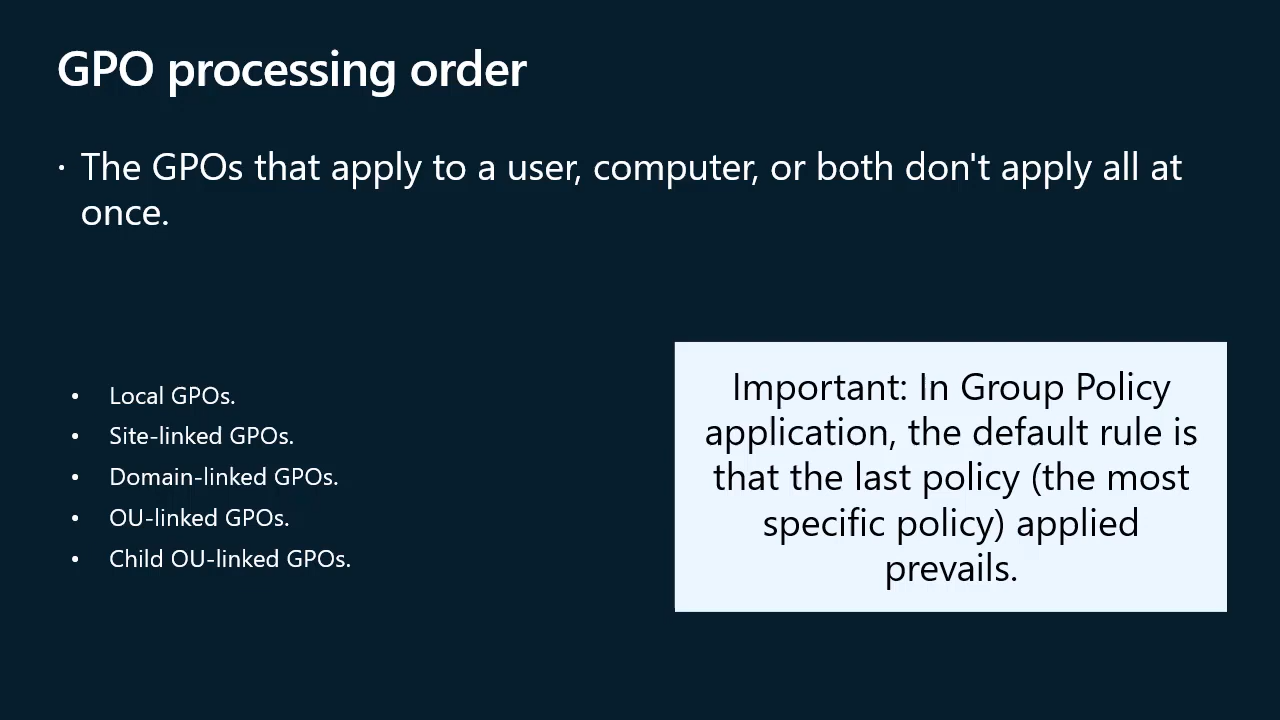 GPO processing order
· The GPOs that apply to a user, computer, or both don't apply all at
once.
• Local GPOs.
• Site-linked GPOs.
• Domain-linked GPOs.
• OU-linked GPOs.
• Child OU-linked GPOs.
Important: In Group Policy
application, the default rule is
that the last policy (the most
specific policy) applied
prevails.